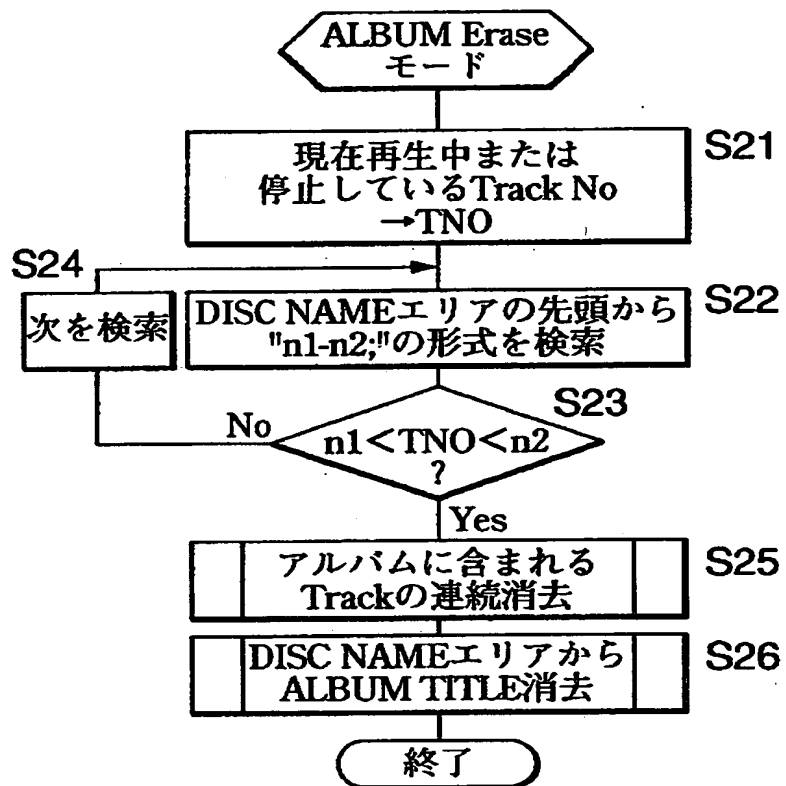 ALBUM Erase
モード
現在再生中または
停止しているTrack No
→TNO
S21
S24
次を検索
DISC NAMEエリアの先頭から
"n1-n2;"の形式を検索
S22
S23
No
n1<TNO<n2
?
Yes
アルバムに含まれる
Trackの連続消去
S25
DISC NAMEエリアから
ALBUM TITLE消去
S26
終了